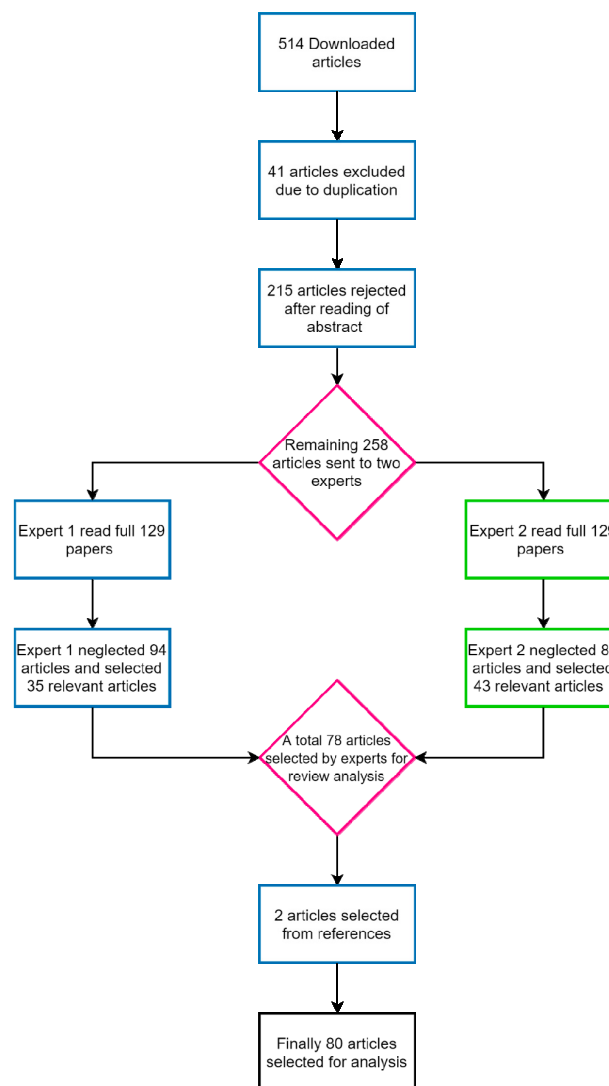 514 Downloaded
articles
41 articles excluded
due to duplication
215 articles rejected
after reading of
abstract
Remaining 258
articles sent to two
experts
Expert 1 read full 129
papers
Expert 2 read full 129
papers
Expert 1 neglected 94
articles and selected
35 relevant articles
Expert 2 neglected 8
articles and selected
43 relevant articles
A total 78 articles
selected by experts for
review analysis
2 articles selected
from references
Finally 80 articles
selected for analysis